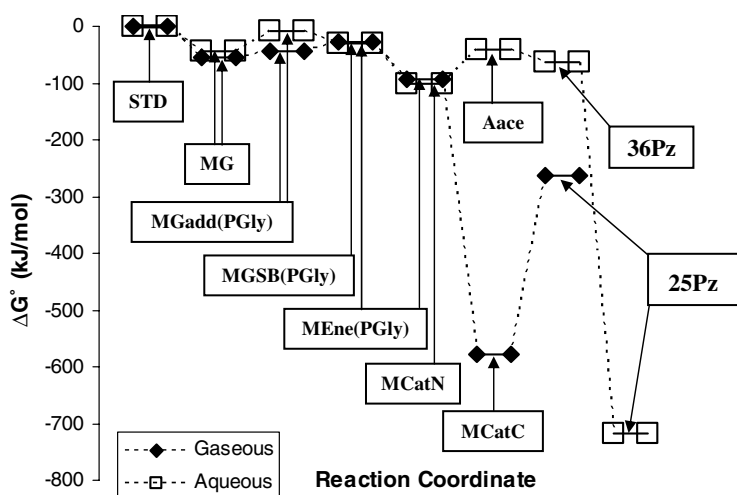 0
-100
-200
-300
-400
-500
-600
-700
-800
ΔG° (kJ/mol)
STD
MG
MGadd(PGly)
MGSB(PGly)
MEne(PGly)
MCatN
MCatC
Aace
36Pz
25Pz
Gaseous
Aqueous
Reaction Coordinate